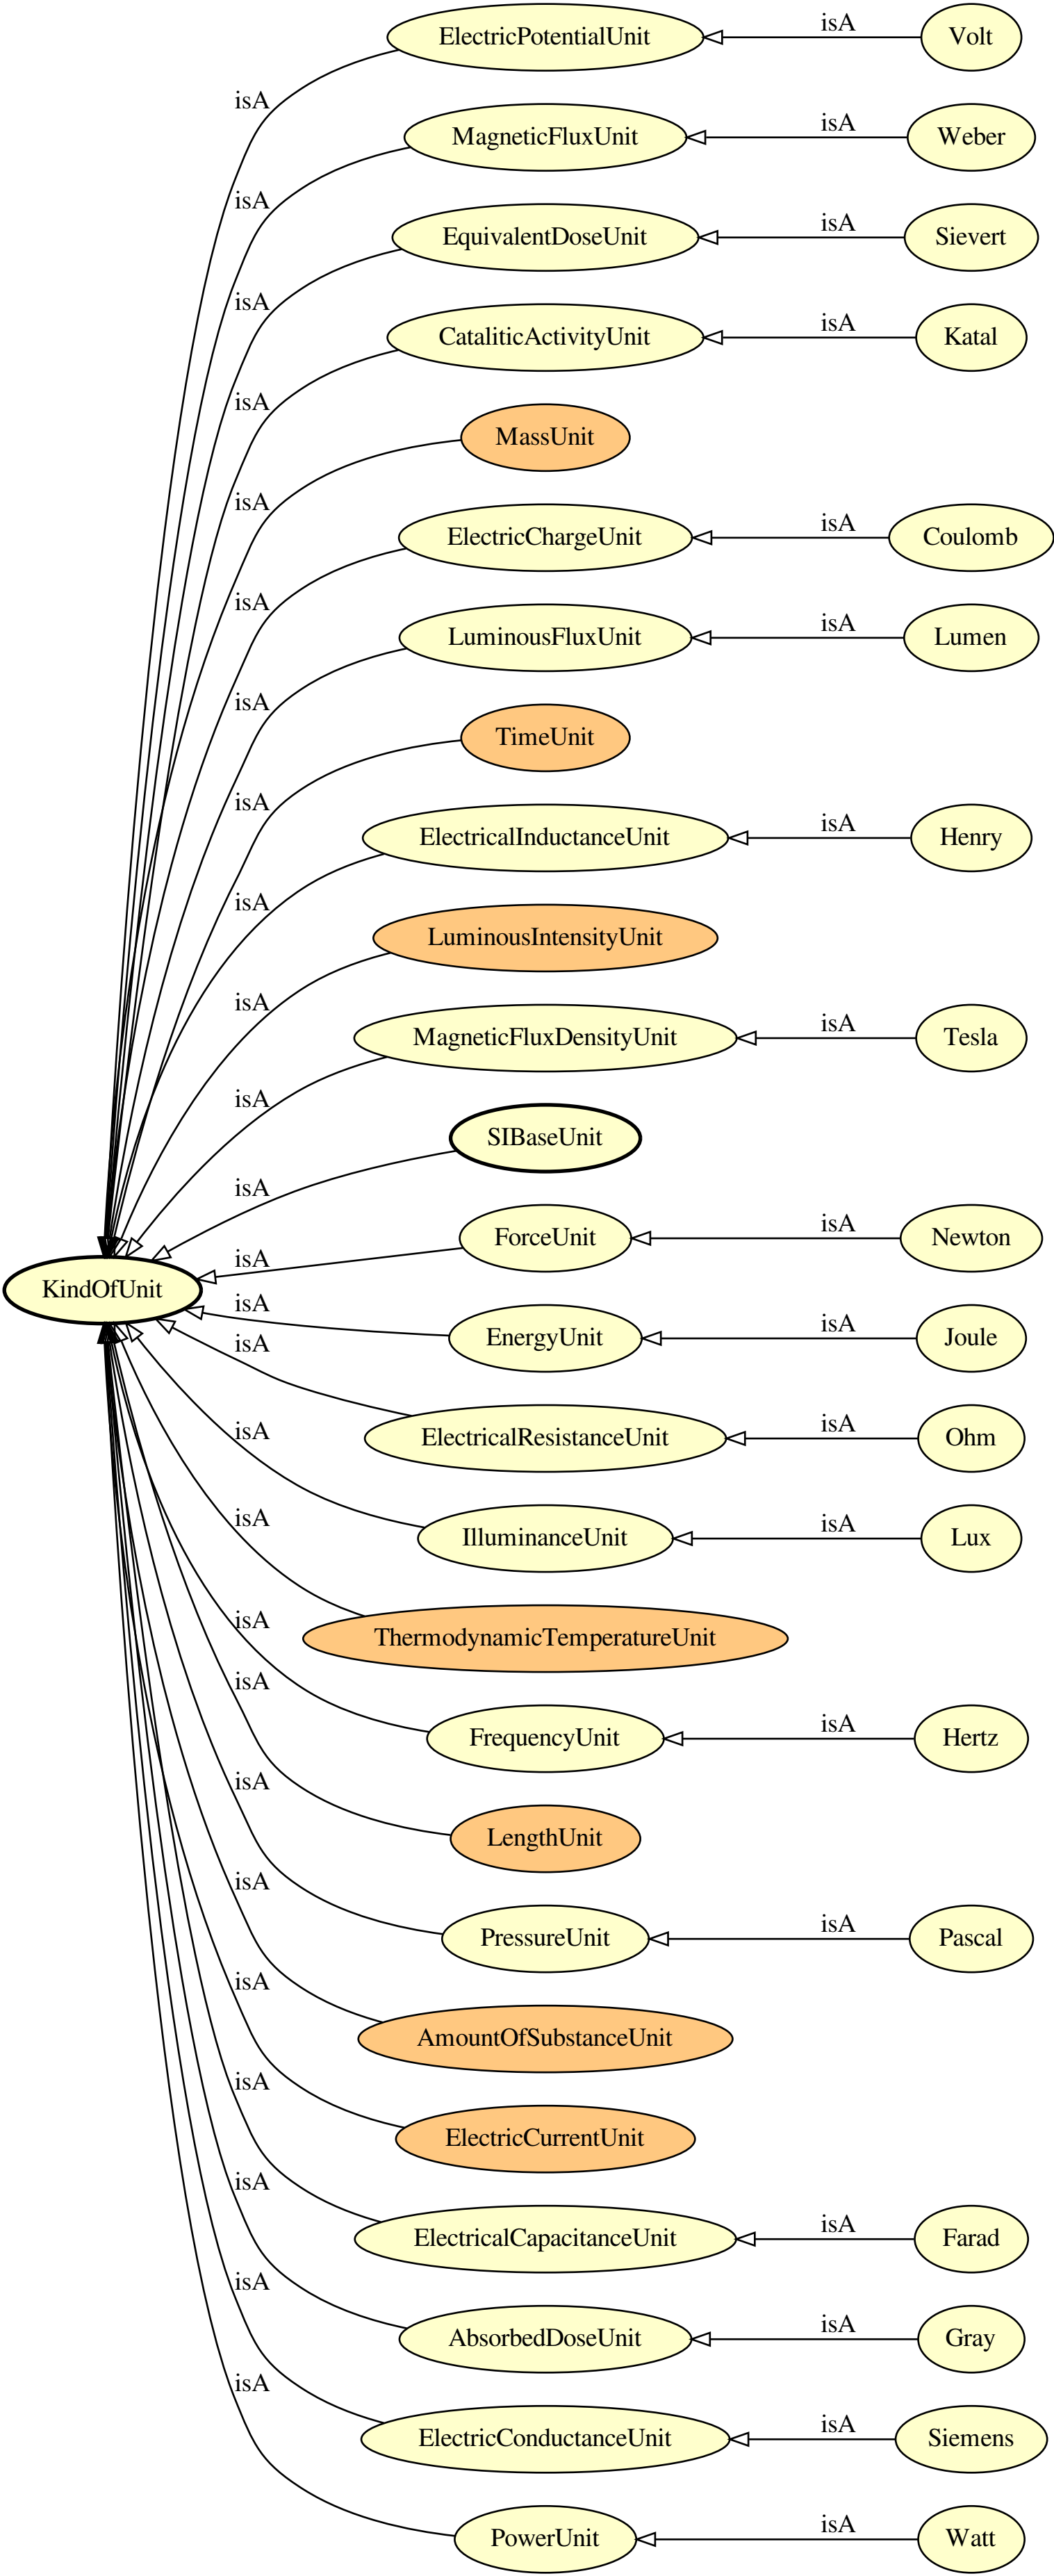 ElectricPotentialUnit isA Volt
isA
MagneticFluxUnit isA Weber
isA
EquivalentDoseUnit isA Sievert
isA
CataliticActivityUnit isA Katal
isA
MassUnit
isA
ElectricChargeUnit isA Coulomb
isA
LuminousFluxUnit isA Lumen
isA
TimeUnit
isA
ElectricalInductanceUnit isA Henry
isA
LuminousIntensityUnit
isA
MagneticFluxDensityUnit isA Tesla
isA
SIBaseUnit
isA
ForceUnit isA Newton
isA
KindOfUnit
isA
EnergyUnit isA Joule
isA
ElectricalResistanceUnit isA Ohm
isA
IlluminanceUnit isA Lux
isA
ThermodynamicTemperatureUnit
isA
FrequencyUnit isA Hertz
isA
LengthUnit
isA
PressureUnit isA Pascal
isA
AmountOfSubstanceUnit
isA
ElectricCurrentUnit
isA
ElectricalCapacitanceUnit isA Farad
isA
AbsorbedDoseUnit isA Gray
isA
ElectricConductanceUnit isA Siemens
isA
PowerUnit isA Watt